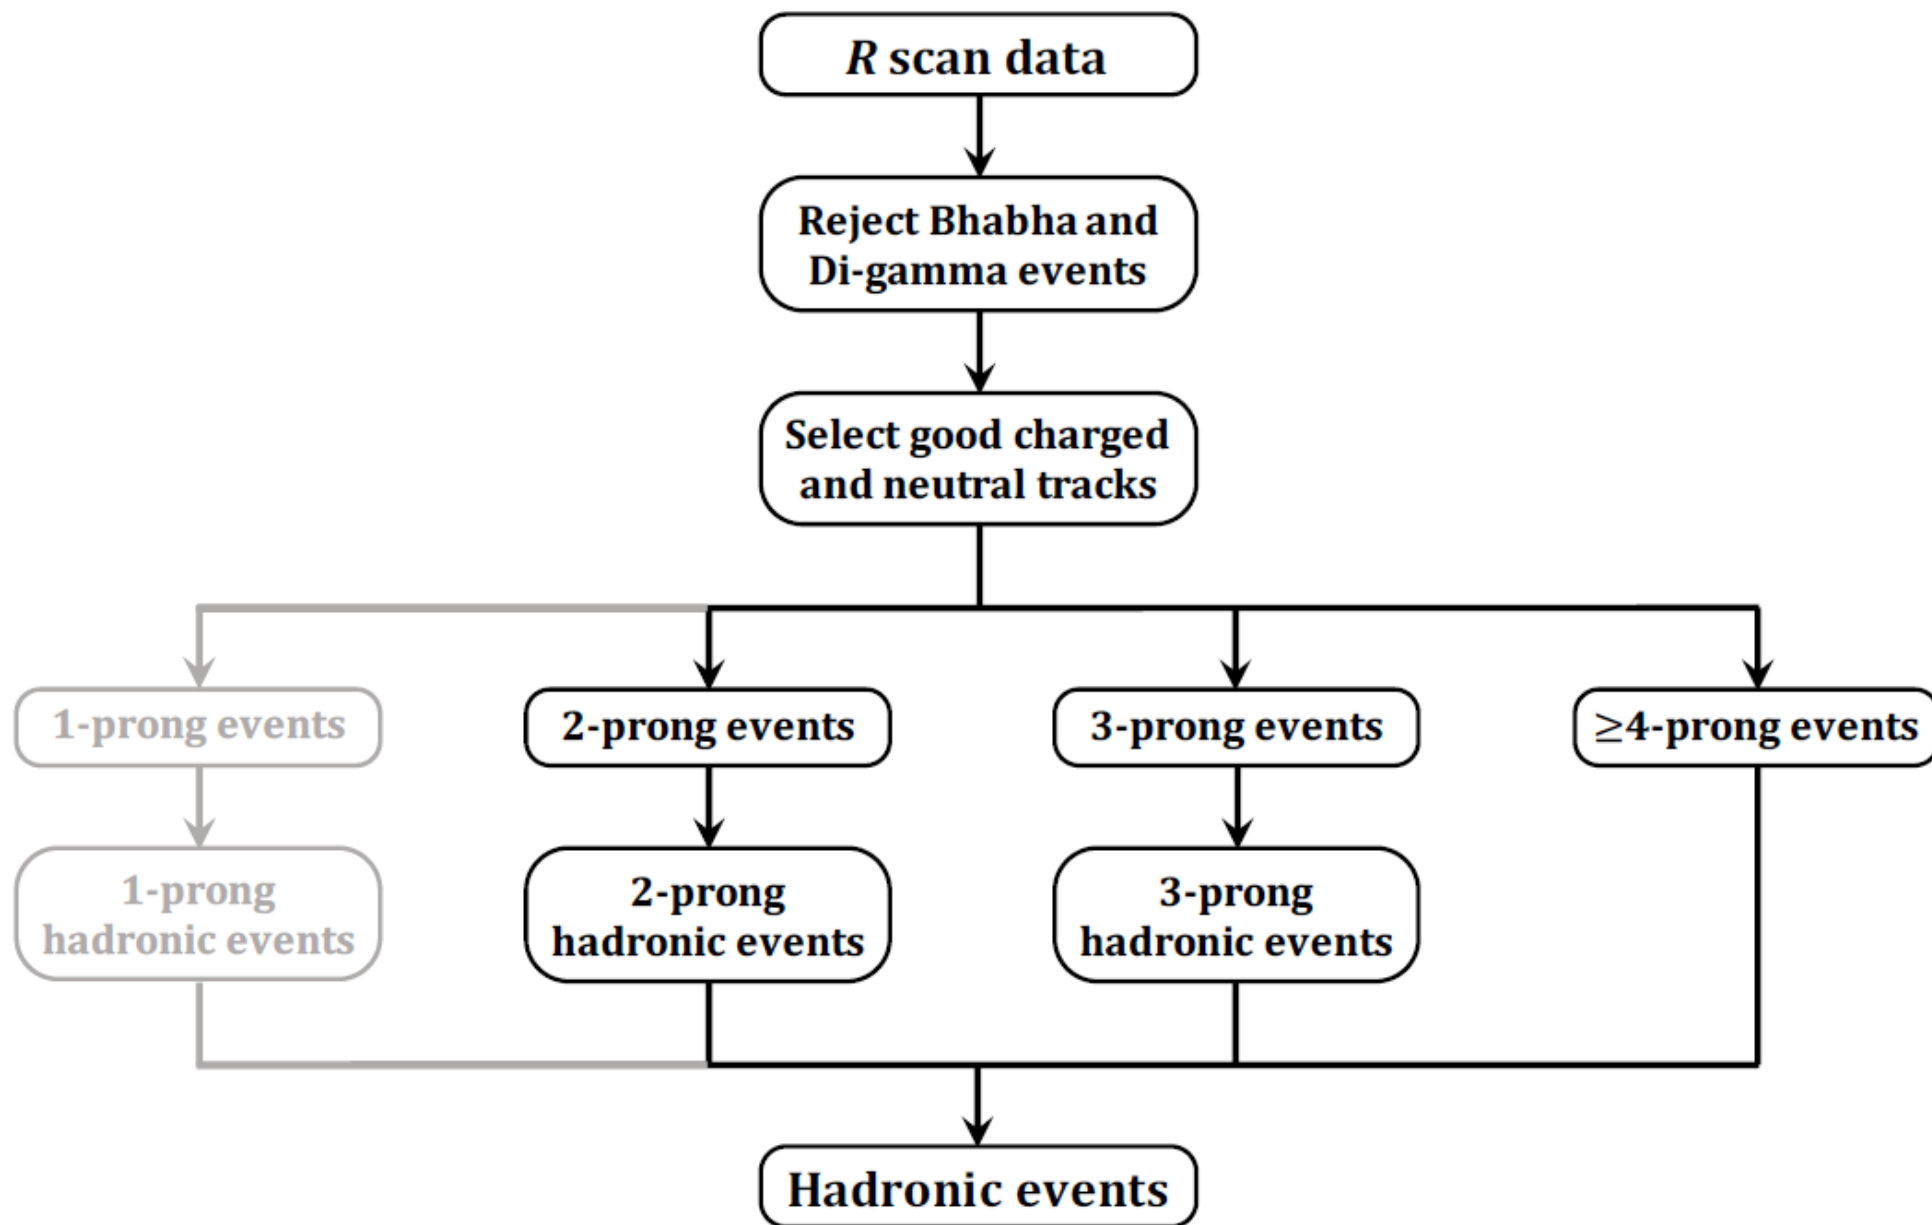 R scan data
Reject Bhabha and
Di-gamma events
Select good charged
and neutral tracks
1-prong events
2-prong events
3-prong events
≥4-prong events
1-prong
hadronic events
2-prong
hadronic events
3-prong
hadronic events
Hadronic events